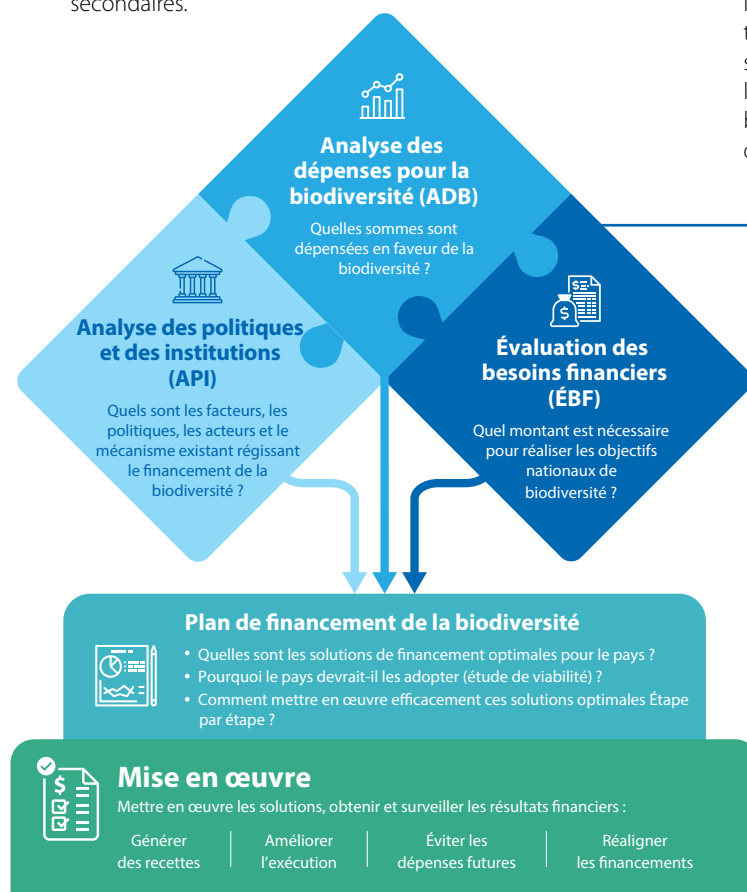 secondaires.
Analyse des
dépenses pour la
biodiversité (ADB)
Quelles sommes sont
dépensées en faveur de la
biodiversité ?
Analyse des politiques
et des institutions
(API)
Quels sont les facteurs, les
politiques, les acteurs et le
mécanisme existant régissant
le financement de la
biodiversité ?
$≡
$
Évaluation des
besoins financiers
(ÉBF)
Quel montant est nécessaire
pour réaliser les objectifs
nationaux de
biodiversité ?
Plan de financement de la biodiversité
• Quelles sont les solutions de financement optimales pour le pays ?
• Pourquoi le pays devrait-il les adopter (étude de viabilité) ?
• Comment mettre en œuvre efficacement ces solutions optimales Étape
par étape ?
$
Mise en œuvre
Mettre en œuvre les solutions, obtenir et surveiller les résultats financiers :
Générer
des recettes
Améliorer
l'exécution
Éviter les
dépenses futures
Réaligner
les financements